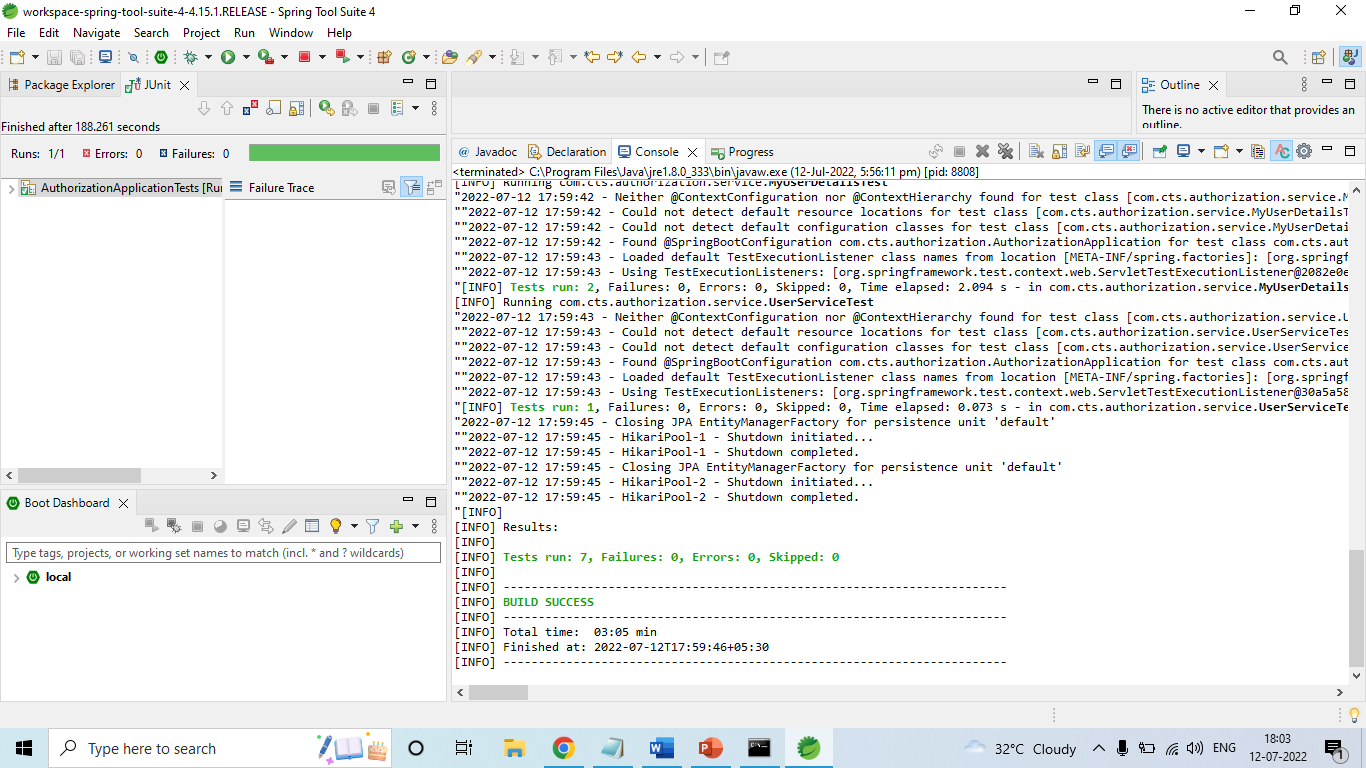 workspace-spring-tool-suite-4-4.15.1.RELEASE - Spring Tool Suite 4
File Edit Navigate Search Project Run Window Help
Package Explorer JUnit
Finished after 188.261 seconds
Runs: 1/1 Errors: 0 Failures: 0
AuthorizationApplicationTests [Ru
Failure Trace
Boot Dashboard
Type tags, projects, or working set names to match (incl. * and ? wildcards)
local
Outline
There is no active editor that provides an
outline.
@ Javadoc Declaration Console Progress
<terminated> C:\Program Files\Java\jre1.8.0_333\bin\javaw.exe (12-Jul-2022, 5:56:11 pm) [pid: 8808]
[INFO] Running com.cts.authorization.service.MyUserDetailsTest
"2022-07-12 17:59:42 - Neither @ContextConfiguration nor @ContextHierarchy found for test class [com.cts.authorization.service.M
""2022-07-12 17:59:42 - Could not detect default resource locations for test class [com.cts.authorization.service.MyUserDetailsT
""2022-07-12 17:59:42 - Could not detect default configuration classes for test class [com.cts.authorization.service.MyUserDetai
""2022-07-12 17:59:42 - Found @SpringBootConfiguration com.cts.authorization.AuthorizationApplication for test class com.cts.aut
""2022-07-12 17:59:43 - Loaded default TestExecutionListener class names from location [META-INF/spring.factories]: [org.springf
""2022-07-12 17:59:43 - Using TestExecutionListeners: [org.springframework.test.context.web.ServletTestExecutionListener@2082e0e
"[INFO] Tests run: 2, Failures: 0, Errors: 0, Skipped: 0, Time elapsed: 2.094 s - in com.cts.authorization.service.MyUserDetails
[INFO] Running com.cts.authorization.service.UserServiceTest
"2022-07-12 17:59:43 - Neither @ContextConfiguration nor @ContextHierarchy found for test class [com.cts.authorization.service.U
""2022-07-12 17:59:43 - Could not detect default resource locations for test class [com.cts.authorization.service.UserServiceTes
""2022-07-12 17:59:43 - Could not detect default configuration classes for test class [com.cts.authorization.service.UserService
""2022-07-12 17:59:43 - Found @SpringBootConfiguration com.cts.authorization.AuthorizationApplication for test class com.cts.aut
""2022-07-12 17:59:43 - Loaded default TestExecutionListener class names from location [META-INF/spring.factories]: [org.springf
""2022-07-12 17:59:43 - Using TestExecutionListeners: [org.springframework.test.context.web.ServletTestExecutionListener@30a5a58
"[INFO] Tests run: 1, Failures: 0, Errors: 0, Skipped: 0, Time elapsed: 0.073 s - in com.cts.authorization.service.UserServiceTe
"2022-07-12 17:59:45 - Closing JPA EntityManagerFactory for persistence unit 'default'
""2022-07-12 17:59:45 - HikariPool-1 - Shutdown initiated...
""2022-07-12 17:59:45 - HikariPool-1 - Shutdown completed.
""2022-07-12 17:59:45 - Closing JPA EntityManagerFactory for persistence unit 'default'
""2022-07-12 17:59:45 - HikariPool-2 - Shutdown initiated...
""2022-07-12 17:59:45 - HikariPool-2 - Shutdown completed.
"[INFO]
[INFO] Results:
[INFO]
[INFO] Tests run: 7, Failures: 0, Errors: 0, Skipped: 0
[INFO]
[INFO] ------------------------------------------------------------------------
[INFO] BUILD SUCCESS
[INFO] ------------------------------------------------------------------------
[INFO] Total time:  03:05 min
[INFO] Finished at: 2022-07-12T17:59:46+05:30
[INFO] ------------------------------------------------------------------------
Type here to search
32°C Cloudy
ENG
18:03
12-07-2022
1